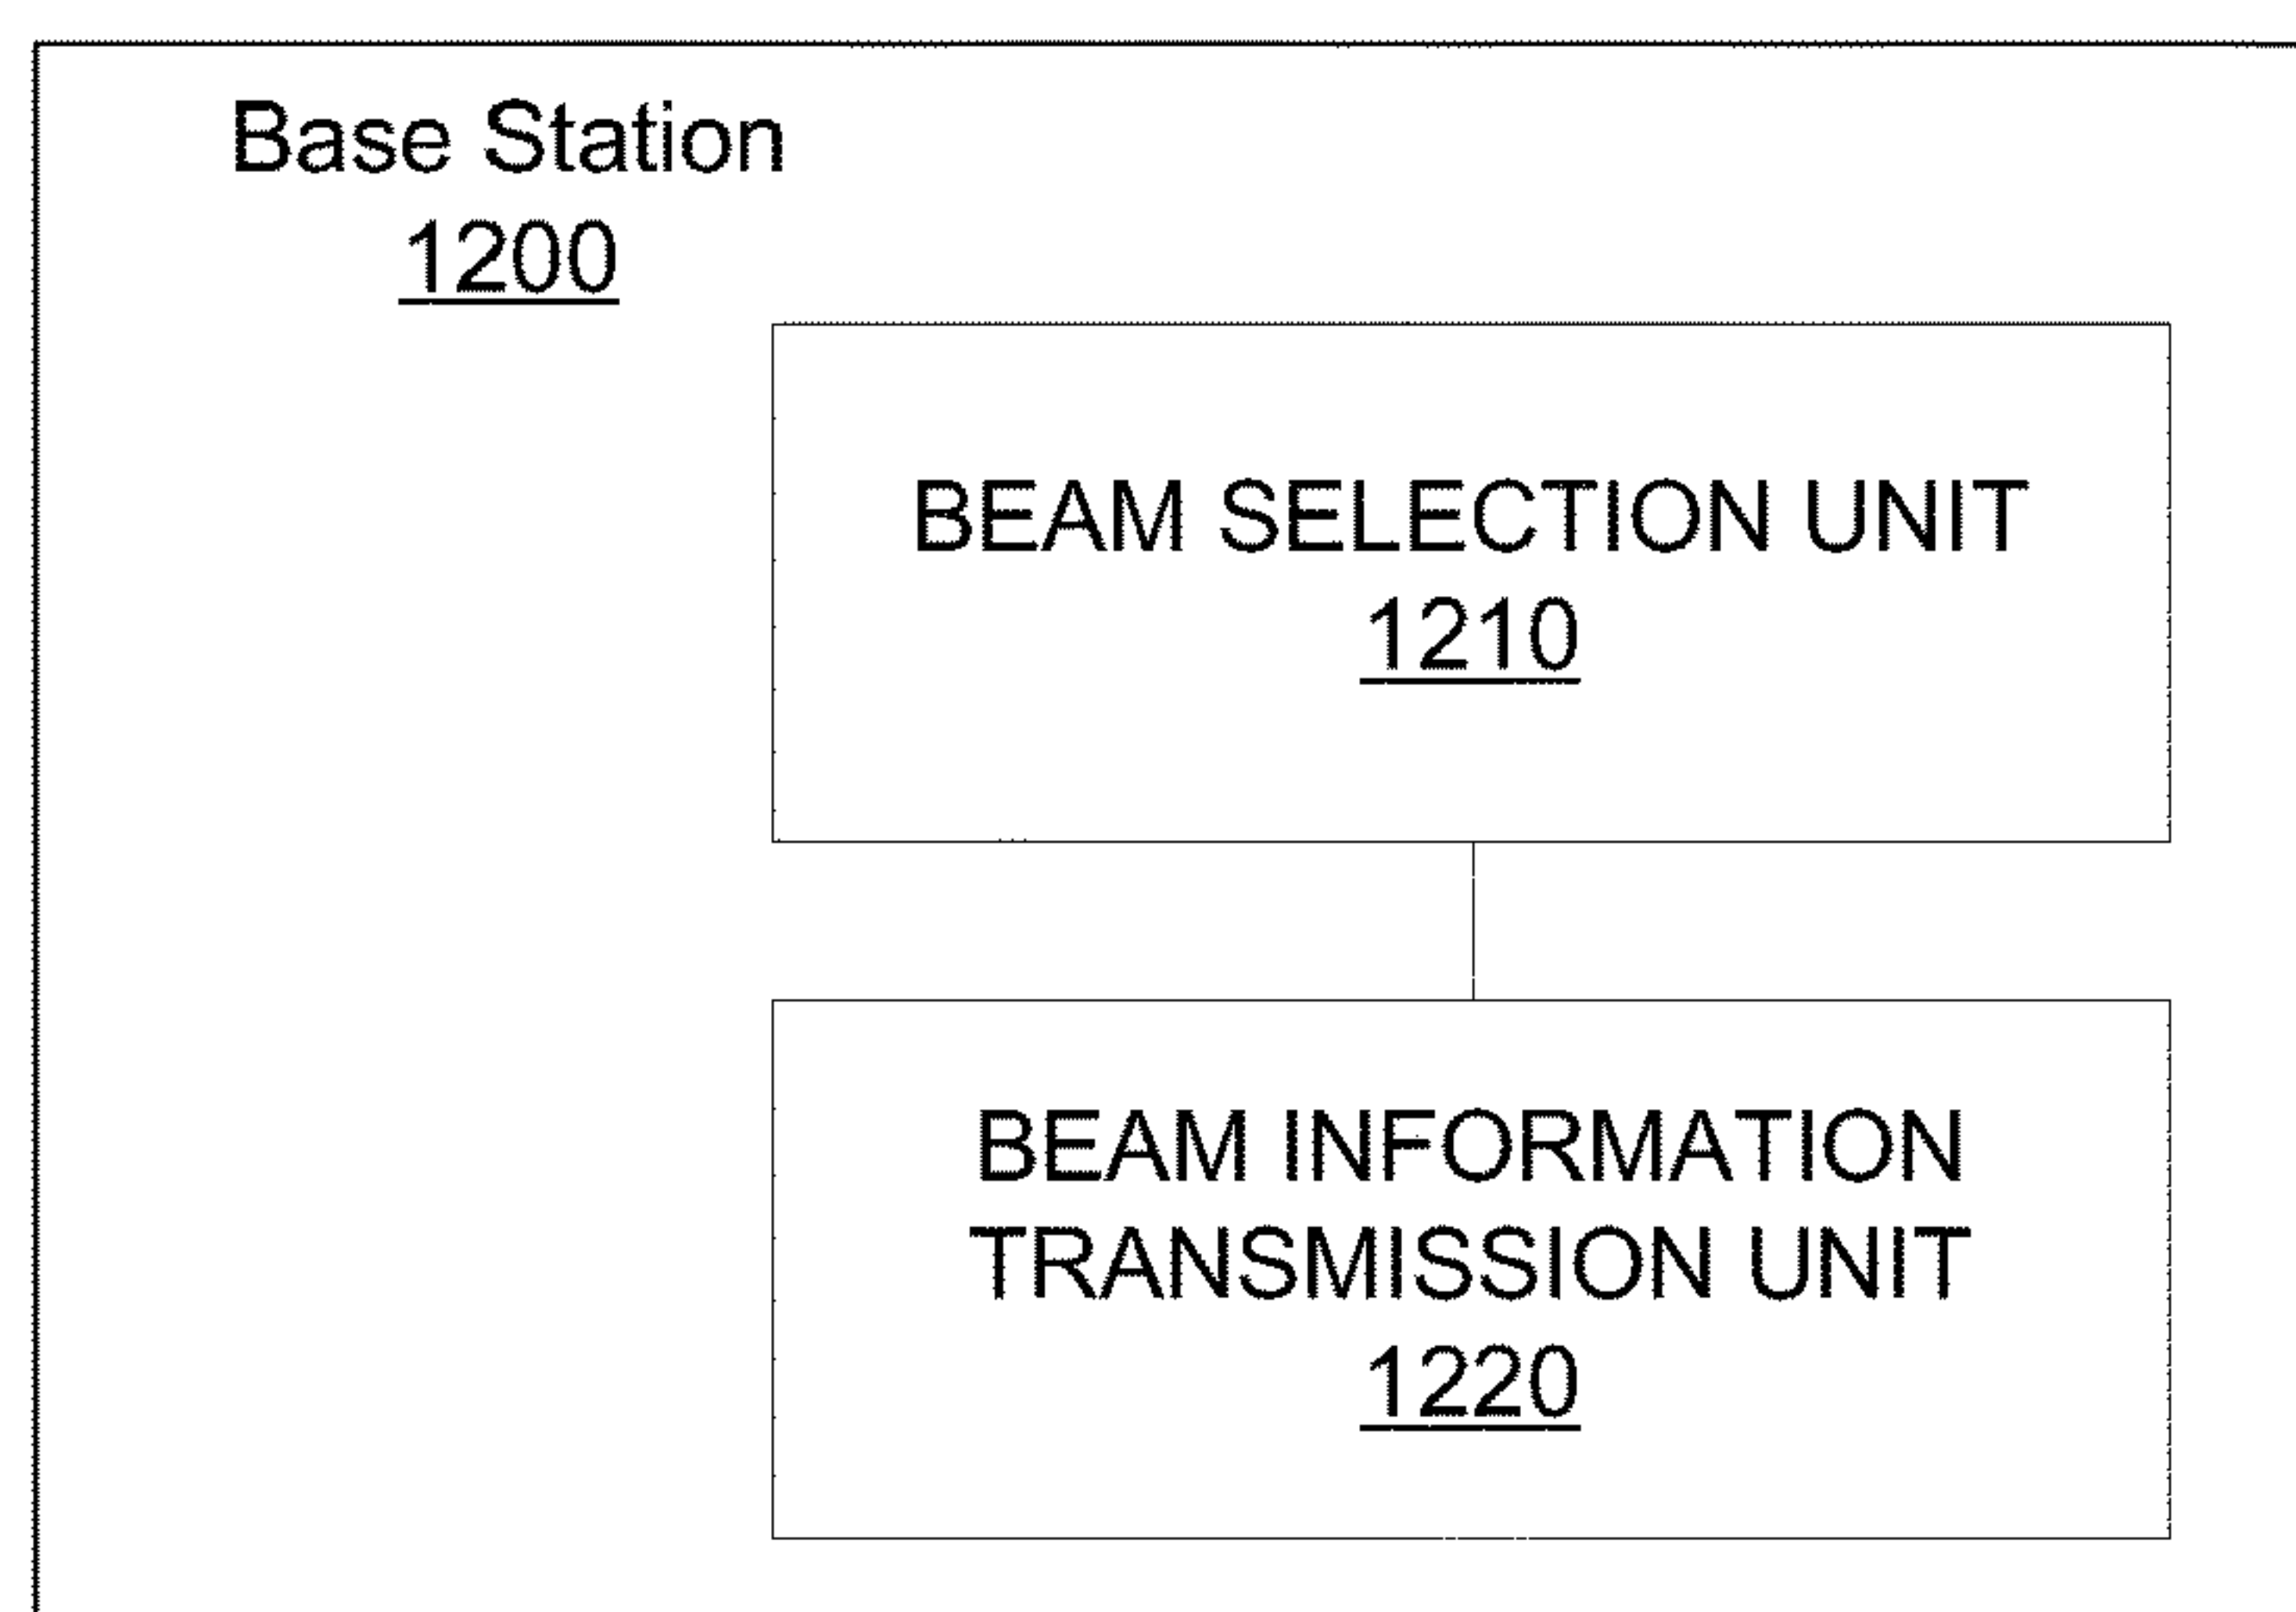 Base Station
1200
BEAM SELECTION UNIT
1210
BEAM INFORMATION
TRANSMISSION UNIT
1220